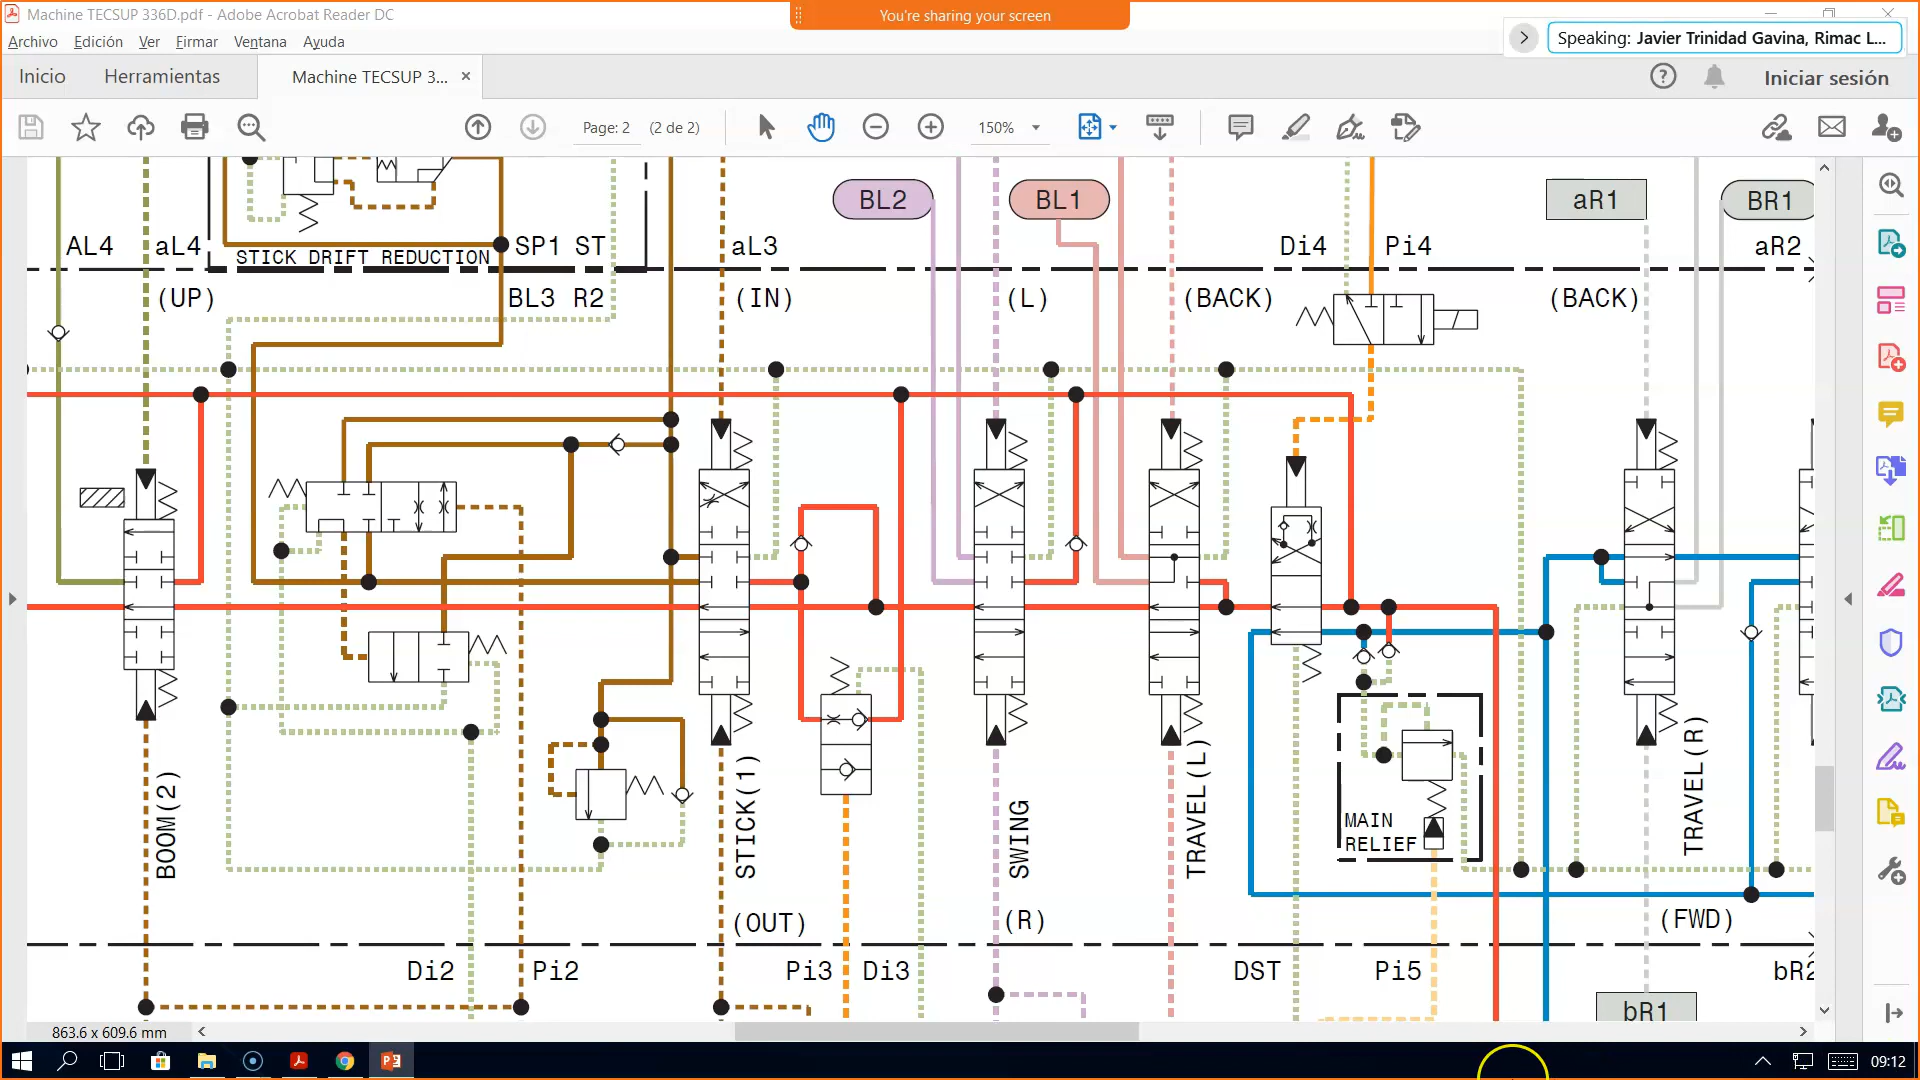 Machine TECSUP 336D.pdf - Adobe Acrobat Reader DC
You're sharing your screen
Archivo Edición Ver Firmar Ventana Ayuda
Speaking: Javier Trinidad Gavina, Rimac L...
Inicio Herramientas Machine TECSUP 3... ×
Iniciar sesión
Page: 2 (2 de 2) 150%
BL2 BL1 aR1 BR1
AL4 aL4 SP1 ST aL3 Di4 Pi4 aR2
STICK DRIFT REDUCTION
(UP) BL3 R2 (IN) (L) (BACK) (BACK)
BOOM(2)
STICK(1)
SWING
TRAVEL(L)
TRAVEL(R)
MAIN
RELIEF
(OUT) (R) (FWD)
Di2 Pi2 Pi3 Di3 DST Pi5 bR2
bR1
863.6 x 609.6 mm
09:12